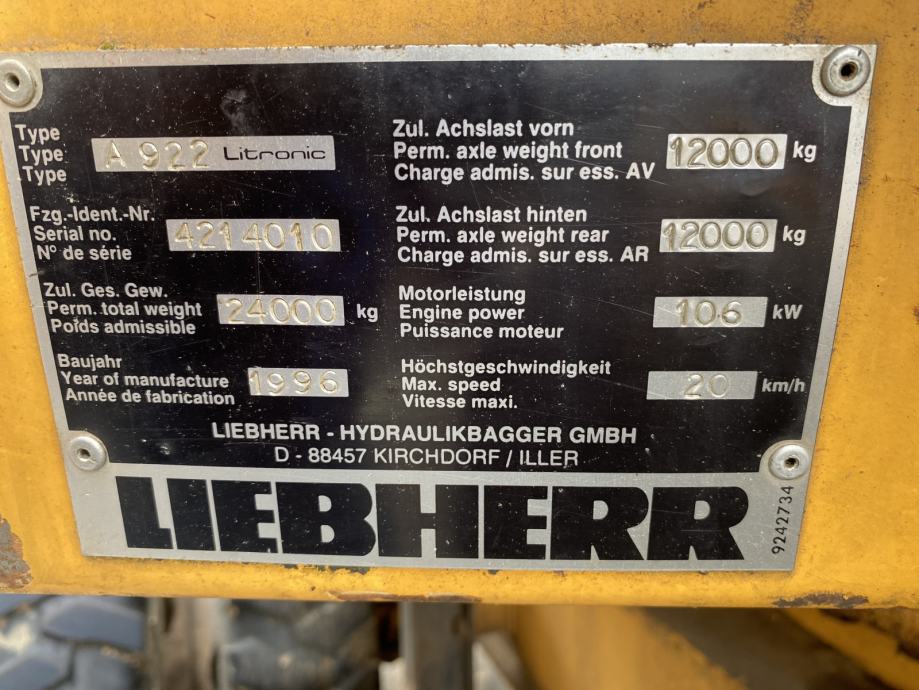 Type
Type
Type
A 922 Litronic
Fzg.-Ident.-Nr.
Serial no.
N° de série
4214010
Zul. Ges. Gew.
Perm. total weight
Poids admissible
24000 kg
Baujahr
Year of manufacture
Année de fabrication
1996
Zul. Achslast vorn
Perm. axle weight front
Charge admis. sur ess. AV
12000 kg
Zul. Achslast hinten
Perm. axle weight rear
Charge admis. sur ess. AR
12000 kg
Motorleistung
Engine power
Puissance moteur
106 kW
Höchstgeschwindigkeit
Max. speed
Vitesse maxi.
20 km/h
LIEBHERR - HYDRAULIKBAGGER GMBH
D - 88457 KIRCHDORF / ILLER
LIEBHERR
9242734